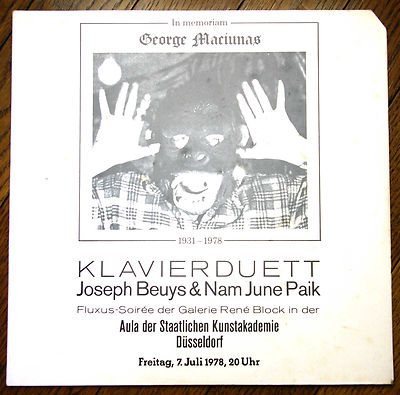 In memoriam
George Maciunas
1931 – 1978
KLAVIERDUETT
Joseph Beuys & Nam June Paik
Fluxus-Soirée der Galerie René Block in der
Aula der Staatlichen Kunstakademie
Düsseldorf
Freitag, 7. Juli 1978, 20 Uhr